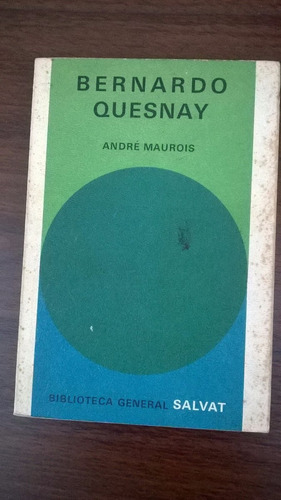 BERNARDO
QUESNAY
ANDRÉ MAUROIS
BIBLIOTECA GENERAL SALVAT